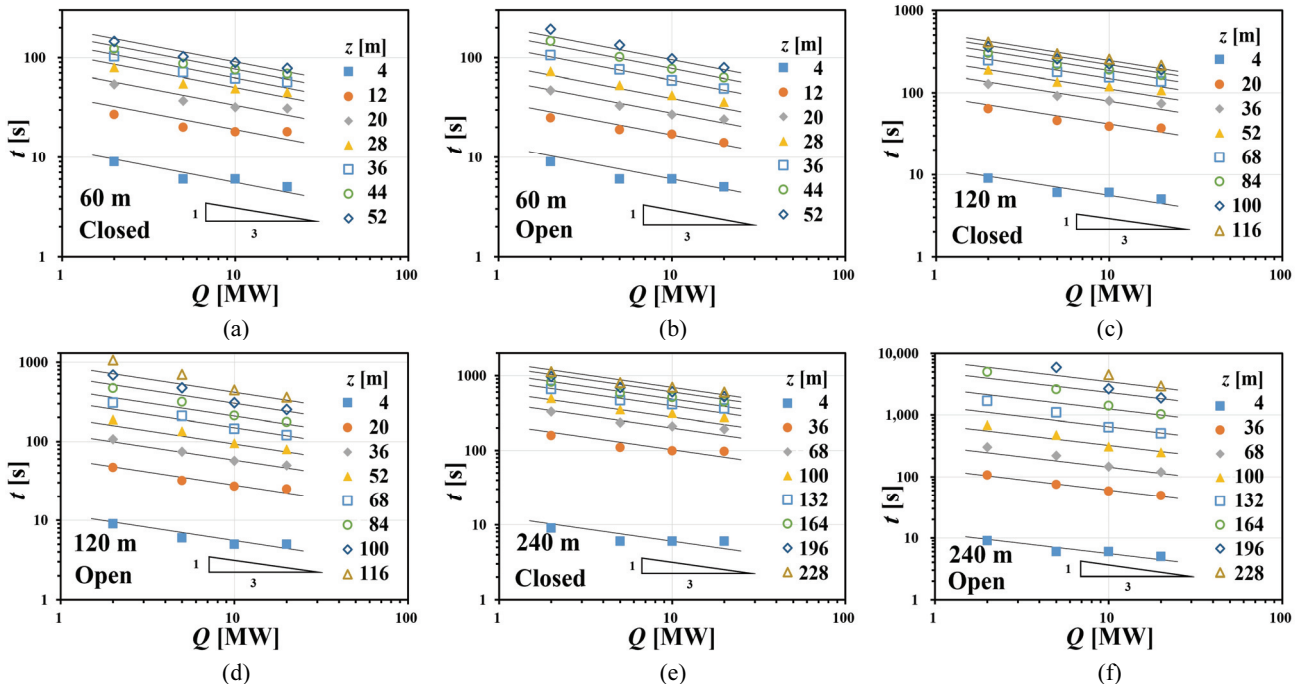 t [s]
100
10
1
z [m]
4
12
20
28
36
44
52
60 m
Closed
1
3
1
10
100
Q [MW]
(a)
t [s]
100
10
1
z [m]
4
12
20
28
36
44
52
60 m
Open
1
3
1
10
100
Q [MW]
(b)
t [s]
1000
100
10
1
z [m]
4
20
36
52
68
84
100
116
120 m
Closed
1
3
1
10
100
Q [MW]
(c)
t [s]
1000
100
10
1
z [m]
4
20
36
52
68
84
100
116
120 m
Open
1
3
1
10
100
Q [MW]
(d)
t [s]
1000
100
10
1
z [m]
4
36
68
100
132
164
196
228
240 m
Closed
1
3
1
10
100
Q [MW]
(e)
t [s]
10,000
1,000
100
10
1
z [m]
4
36
68
100
132
164
196
228
240 m
Open
1
3
1
10
100
Q [MW]
(f)